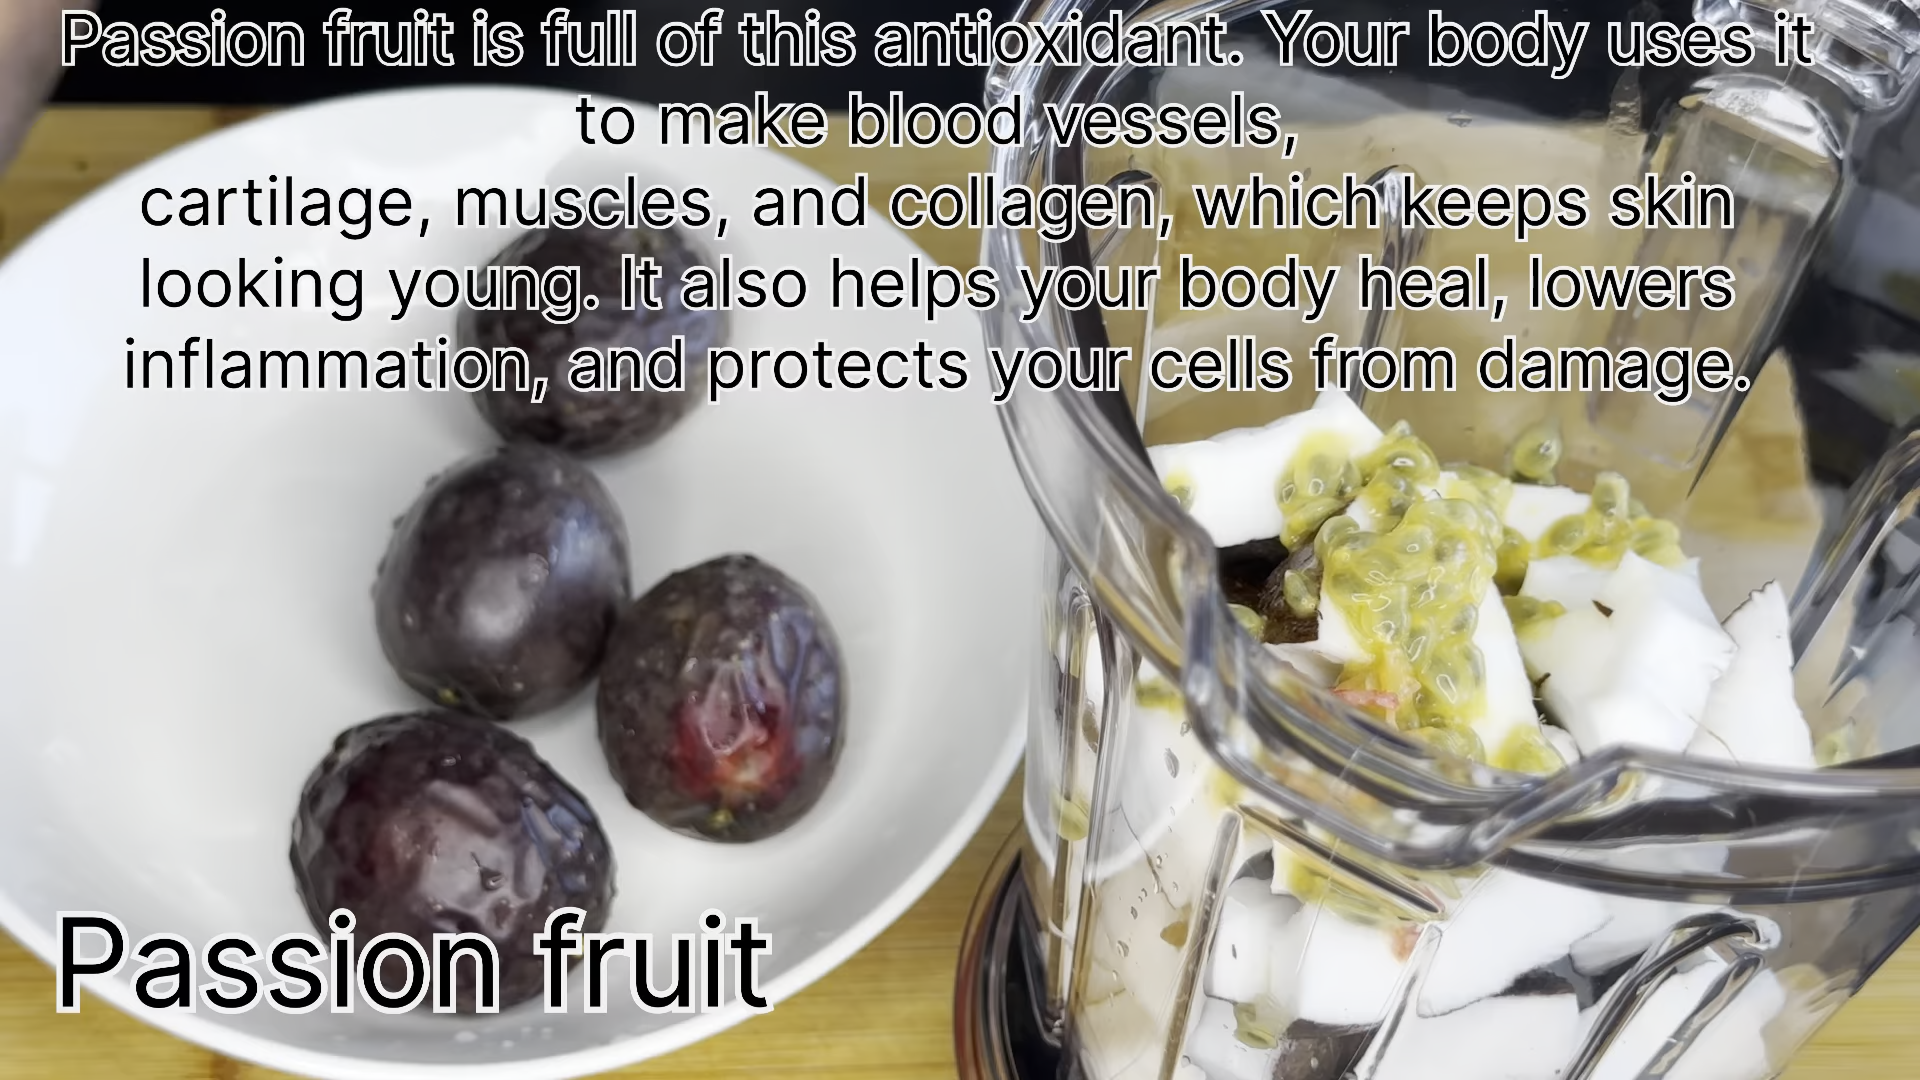 Passion fruit is full of this antioxidant. Your body uses it
to make blood vessels,
cartilage, muscles, and collagen, which keeps skin
looking young. It also helps your body heal, lowers
inflammation, and protects your cells from damage.
Passion fruit